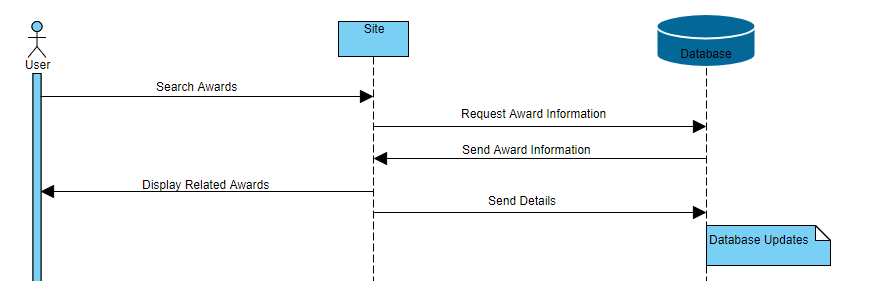 User
Site
Database
Search Awards
Request Award Information
Send Award Information
Display Related Awards
Send Details
Database Updates